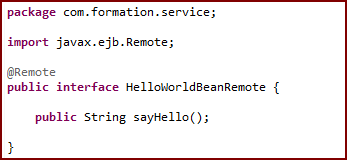 package com.formation.service;
import javax.ejb.Remote;
@Remote
public interface HelloWorldBeanRemote {
public String sayHello();
}